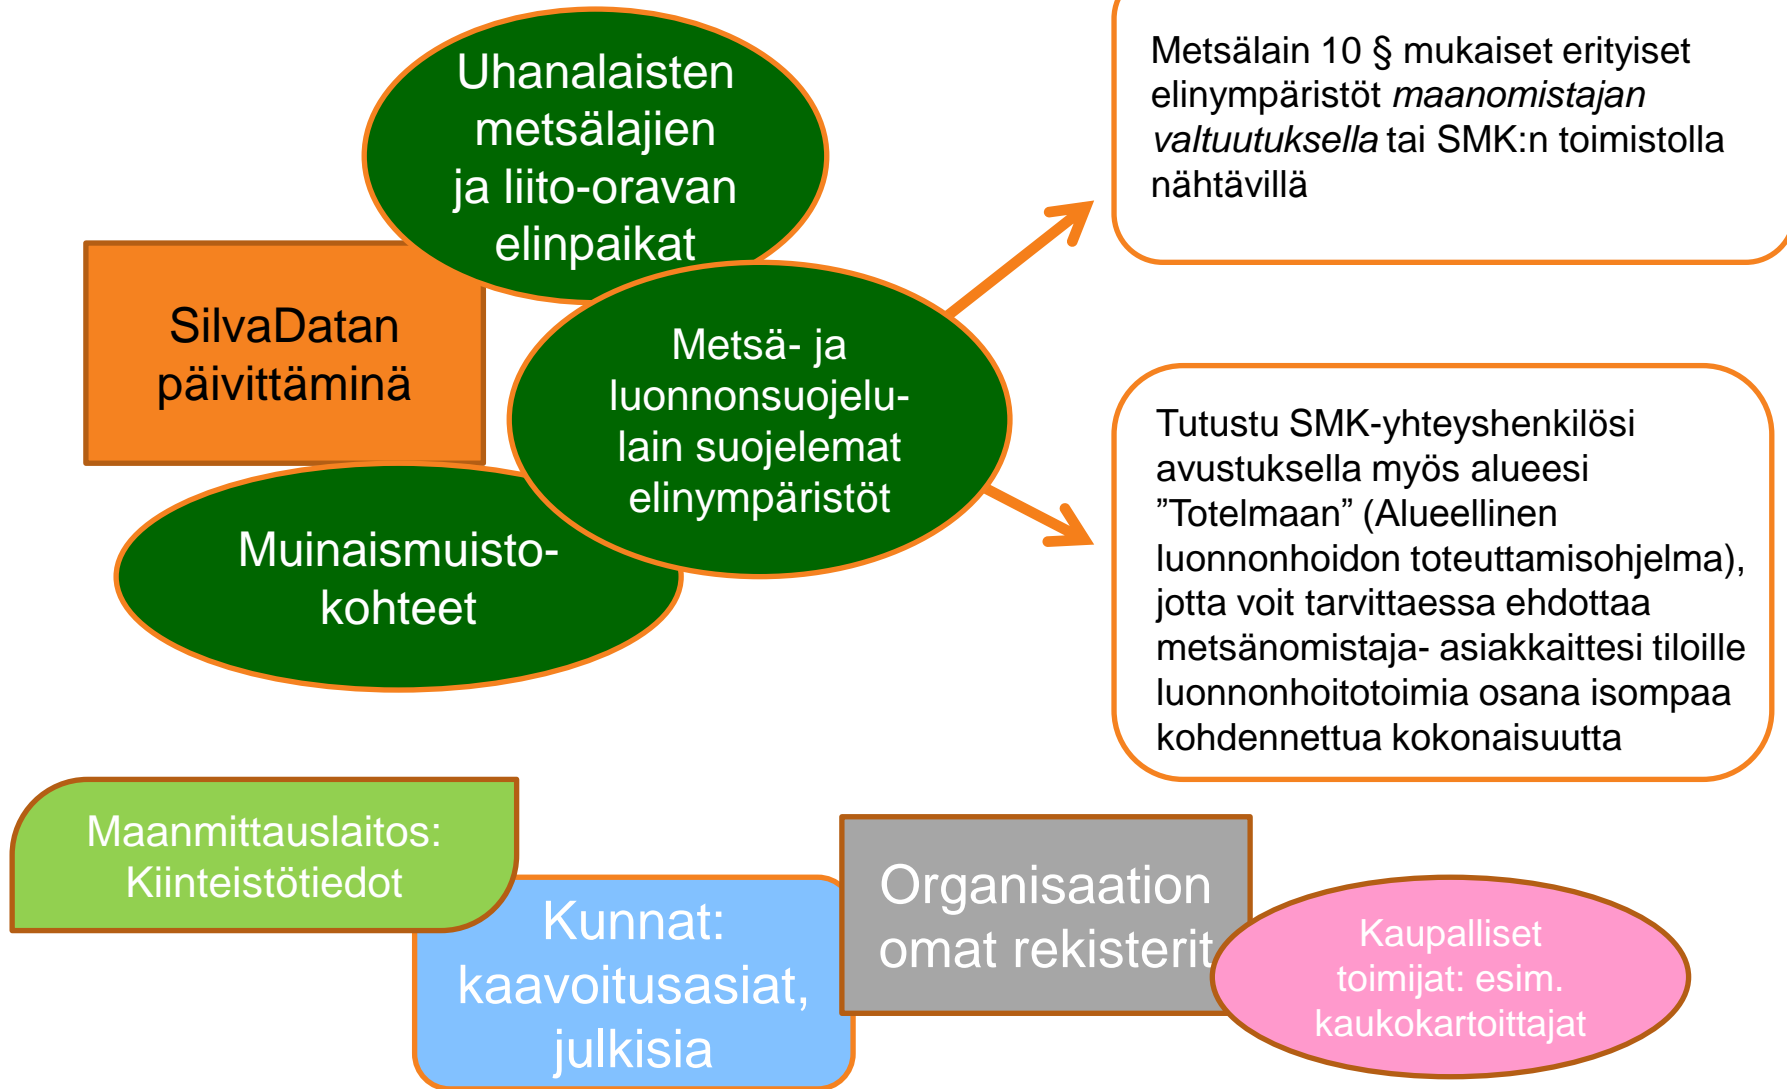 Uhanalaisten
metsälajien
ja liito-oravan
elinpaikat
Metsälain 10 § mukaiset erityiset
elinympäristöt maanomistajan
valtuutuksella tai SMK:n toimistolla
nähtävillä
SilvaDatan
päivittäminä
Metsä- ja
luonnonsuojelu-
lain suojelemat
elinympäristöt
Muinaismuisto-
kohteet
Tutustu SMK-yhteyshenkilösi
avustuksella myös alueesi
”Totelmaan” (Alueellinen
luonnonhoidon toteuttamisohjelma),
jotta voit tarvittaessa ehdottaa
metsänomistaja- asiakkaittesi tiloille
luonnonhoitotoimia osana isompaa
kohdennettua kokonaisuutta
Maanmittauslaitos:
Kiinteistötiedot
Kunnat:
kaavoitusasiat,
julkisia
Organisaation
omat rekisterit
Kaupalliset
toimijat: esim.
kaukokartoittajat